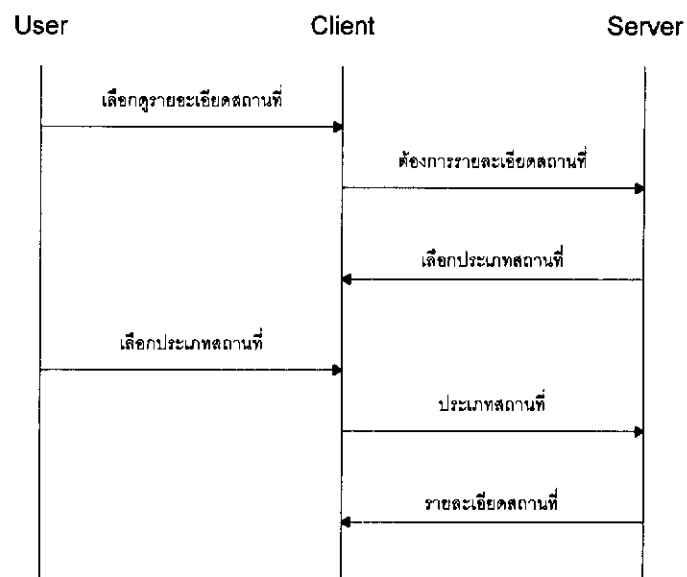 User Client Server
เลือกดูรายละเอียดสถานที่
ต้องการรายละเอียดสถานที่
เลือกประเภทสถานที่
เลือกประเภทสถานที่
ประเภทสถานที่
รายละเอียดสถานที่